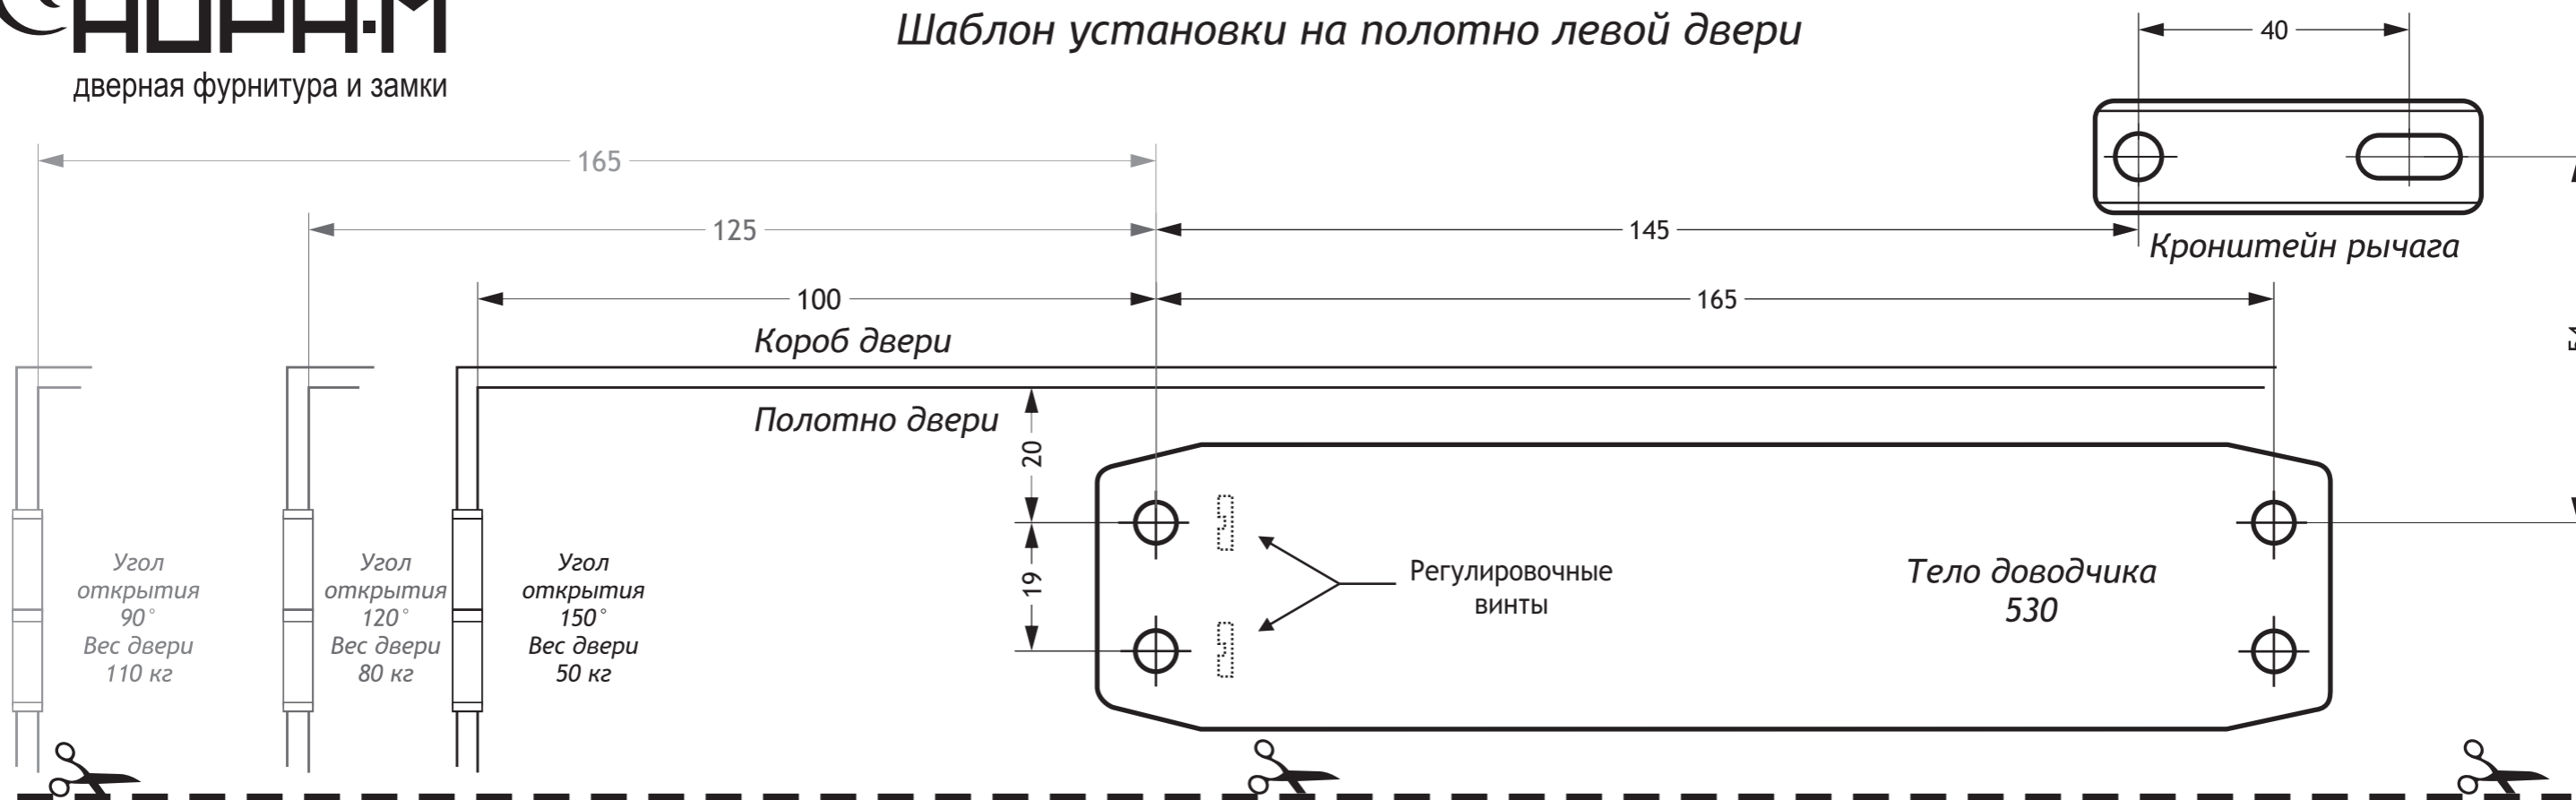 Шаблон установки на полотно левой двери
дверная фурнитура и замки
40
165
125
145
Кронштейн рычага
100
165
Короб двери
Полотно двери
20
19
Угол
открытия
90°
Вес двери
110 кг
Угол
открытия
120°
Вес двери
80 кг
Угол
открытия
150°
Вес двери
50 кг
Регулировочные
винты
Тело доводчика
530